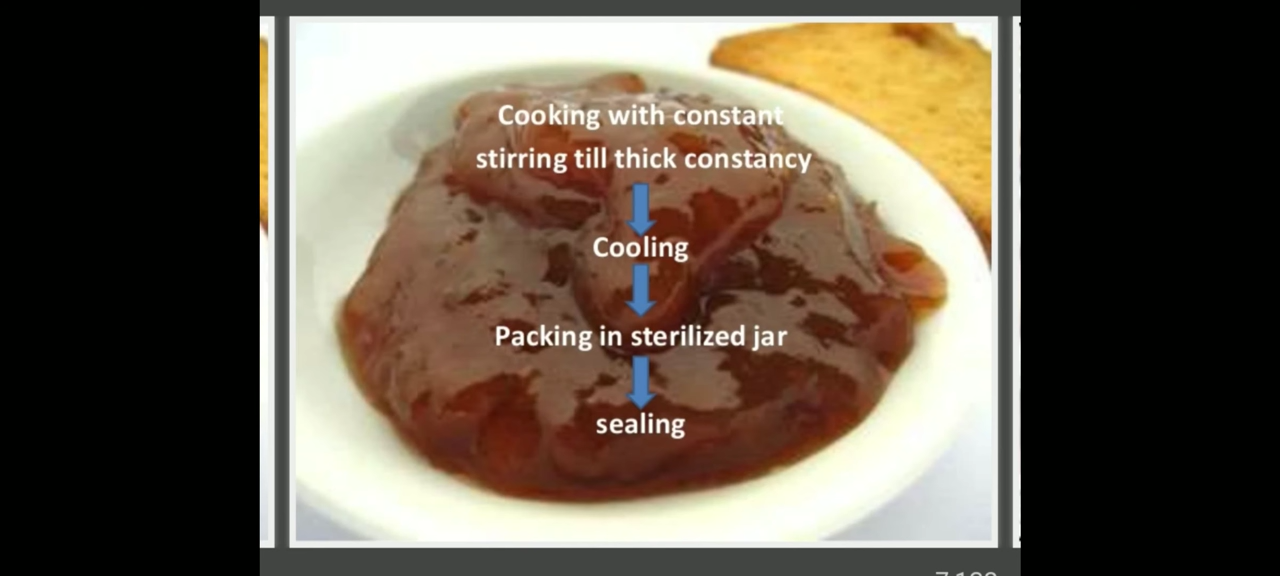 Cooking with constant
stirring till thick constancy
Cooling
Packing in sterilized jar
sealing